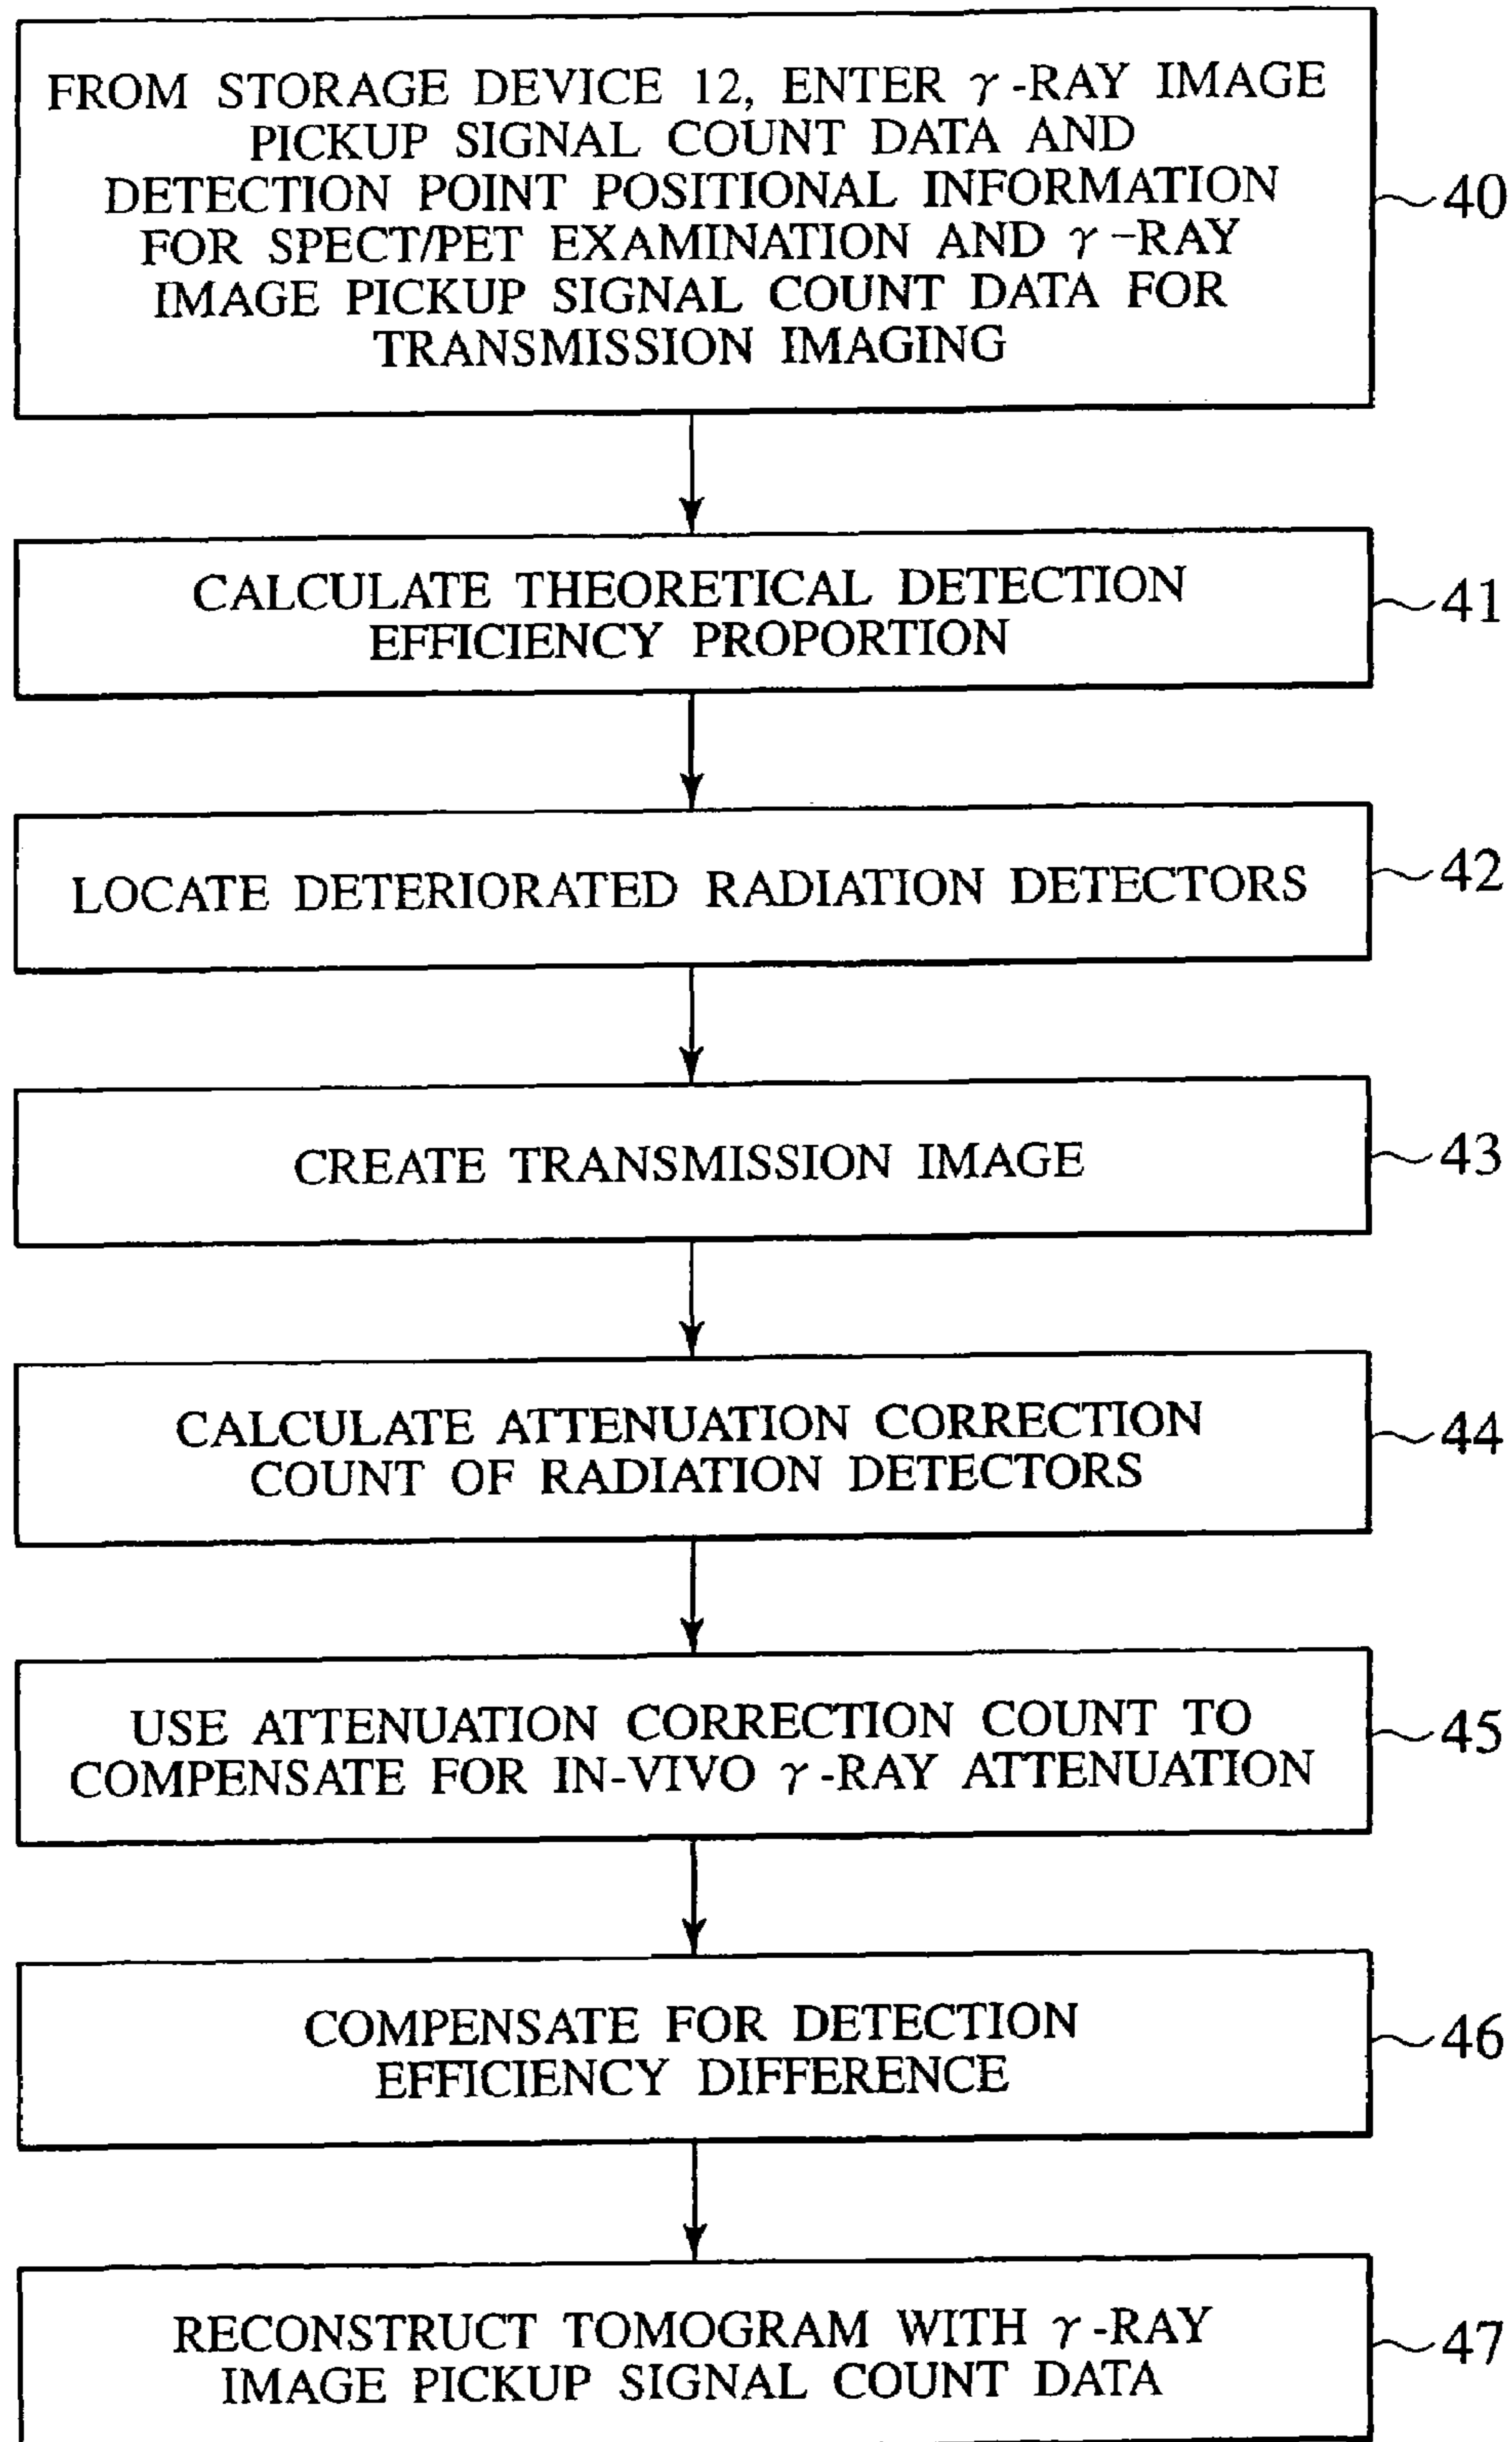 FROM STORAGE DEVICE 12, ENTER γ-RAY IMAGE
PICKUP SIGNAL COUNT DATA AND
DETECTION POINT POSITIONAL INFORMATION
FOR SPECT/PET EXAMINATION AND γ-RAY
IMAGE PICKUP SIGNAL COUNT DATA FOR
TRANSMISSION IMAGING
40
CALCULATE THEORETICAL DETECTION
EFFICIENCY PROPORTION
41
LOCATE DETERIORATED RADIATION DETECTORS
42
CREATE TRANSMISSION IMAGE
43
CALCULATE ATTENUATION CORRECTION
COUNT OF RADIATION DETECTORS
44
USE ATTENUATION CORRECTION COUNT TO
COMPENSATE FOR IN-VIVO γ-RAY ATTENUATION
45
COMPENSATE FOR DETECTION
EFFICIENCY DIFFERENCE
46
RECONSTRUCT TOMOGRAM WITH γ-RAY
IMAGE PICKUP SIGNAL COUNT DATA
47